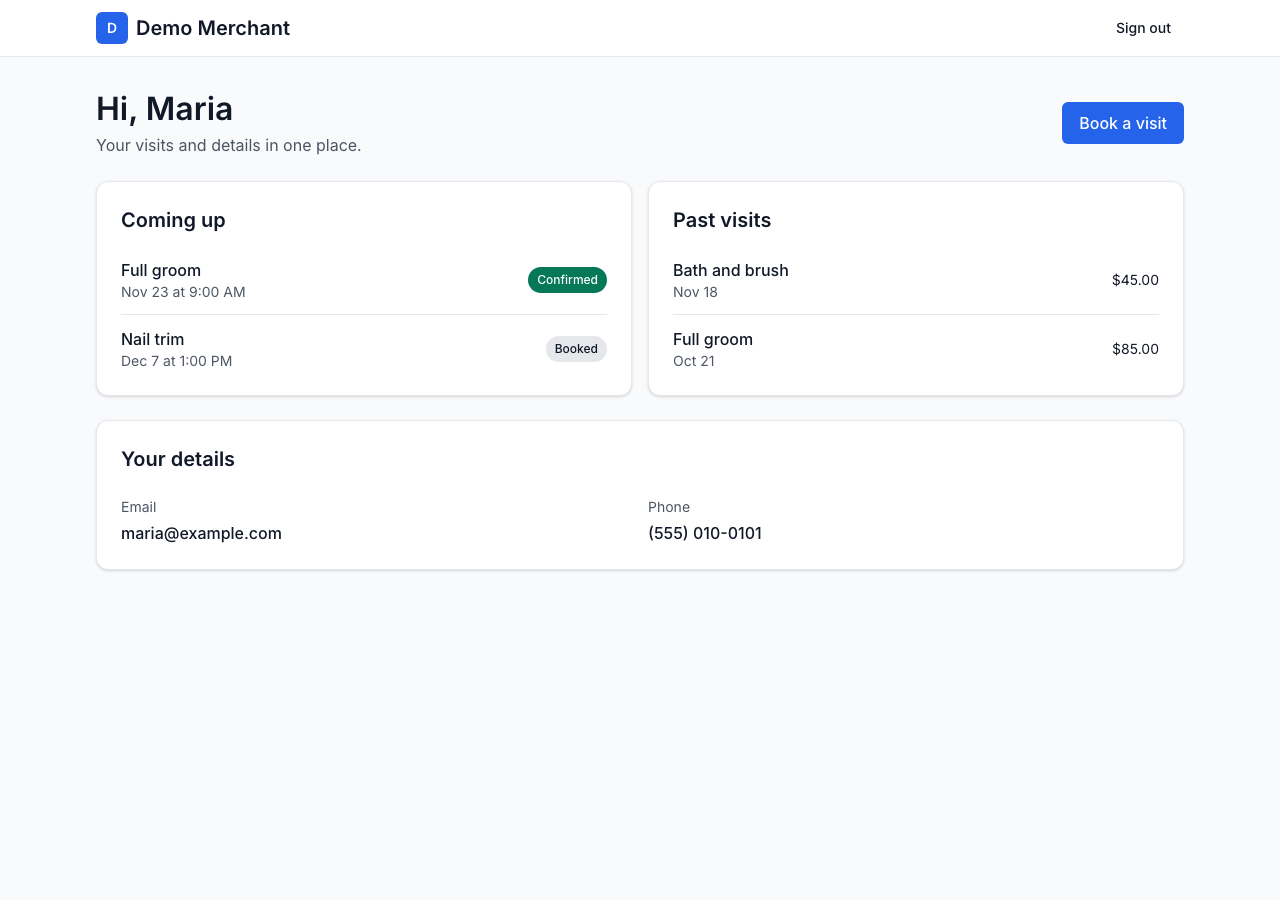 D
Demo Merchant
Sign out
Hi, Maria
Your visits and details in one place.
Book a visit
Coming up
Full groom
Nov 23 at 9:00 AM
Confirmed
Nail trim
Dec 7 at 1:00 PM
Booked
Past visits
Bath and brush
Nov 18
$45.00
Full groom
Oct 21
$85.00
Your details
Email
maria@example.com
Phone
(555) 010-0101